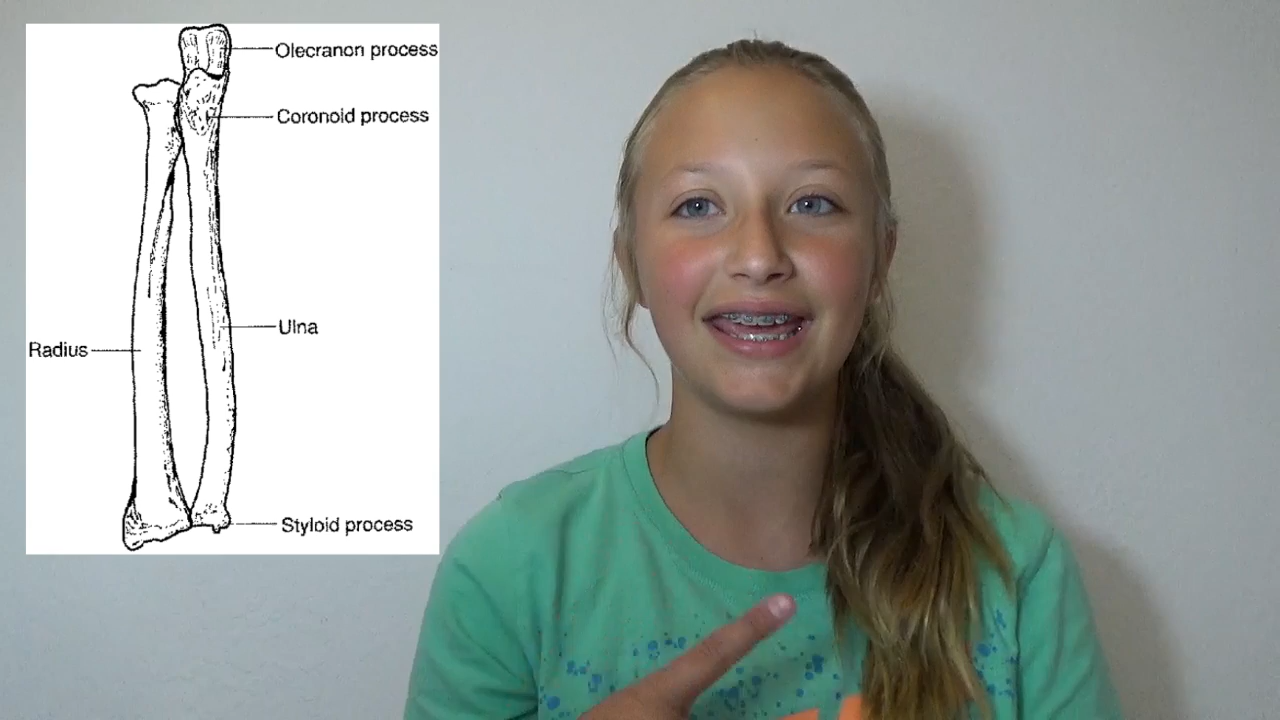 Olecranon process
Coronoid process
Ulna
Radius
Styloid process